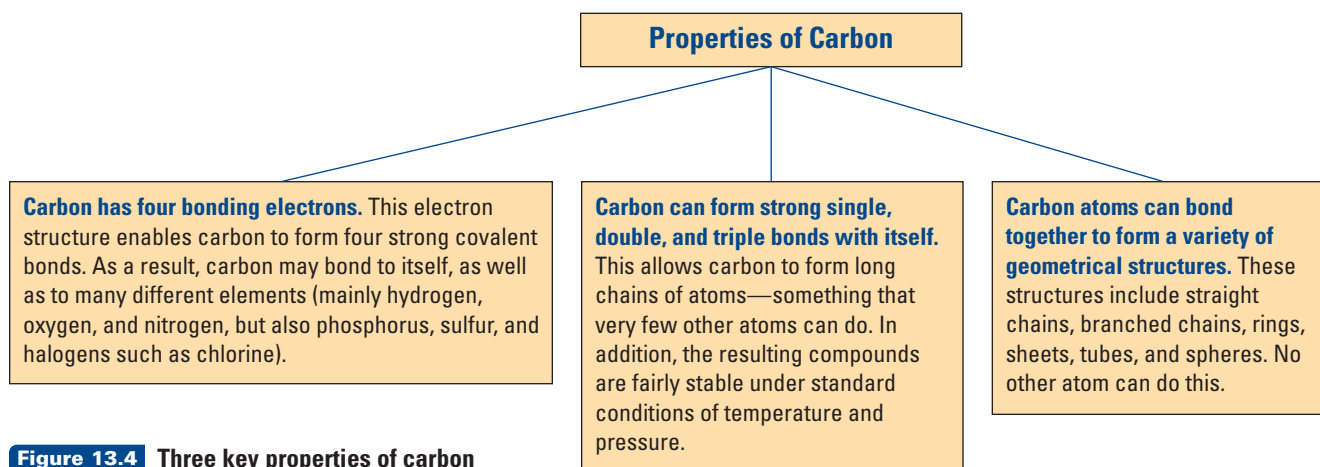 Properties of Carbon
Carbon has four bonding electrons. This electron
structure enables carbon to form four strong covalent
bonds. As a result, carbon may bond to itself, as well
as to many different elements (mainly hydrogen,
oxygen, and nitrogen, but also phosphorus, sulfur, and
halogens such as chlorine).
Carbon can form strong single,
double, and triple bonds with itself.
This allows carbon to form long
chains of atoms—something that
very few other atoms can do. In
addition, the resulting compounds
are fairly stable under standard
conditions of temperature and
pressure.
Carbon atoms can bond
together to form a variety of
geometrical structures. These
structures include straight
chains, branched chains, rings,
sheets, tubes, and spheres. No
other atom can do this.
Figure 13.4 Three key properties of carbon